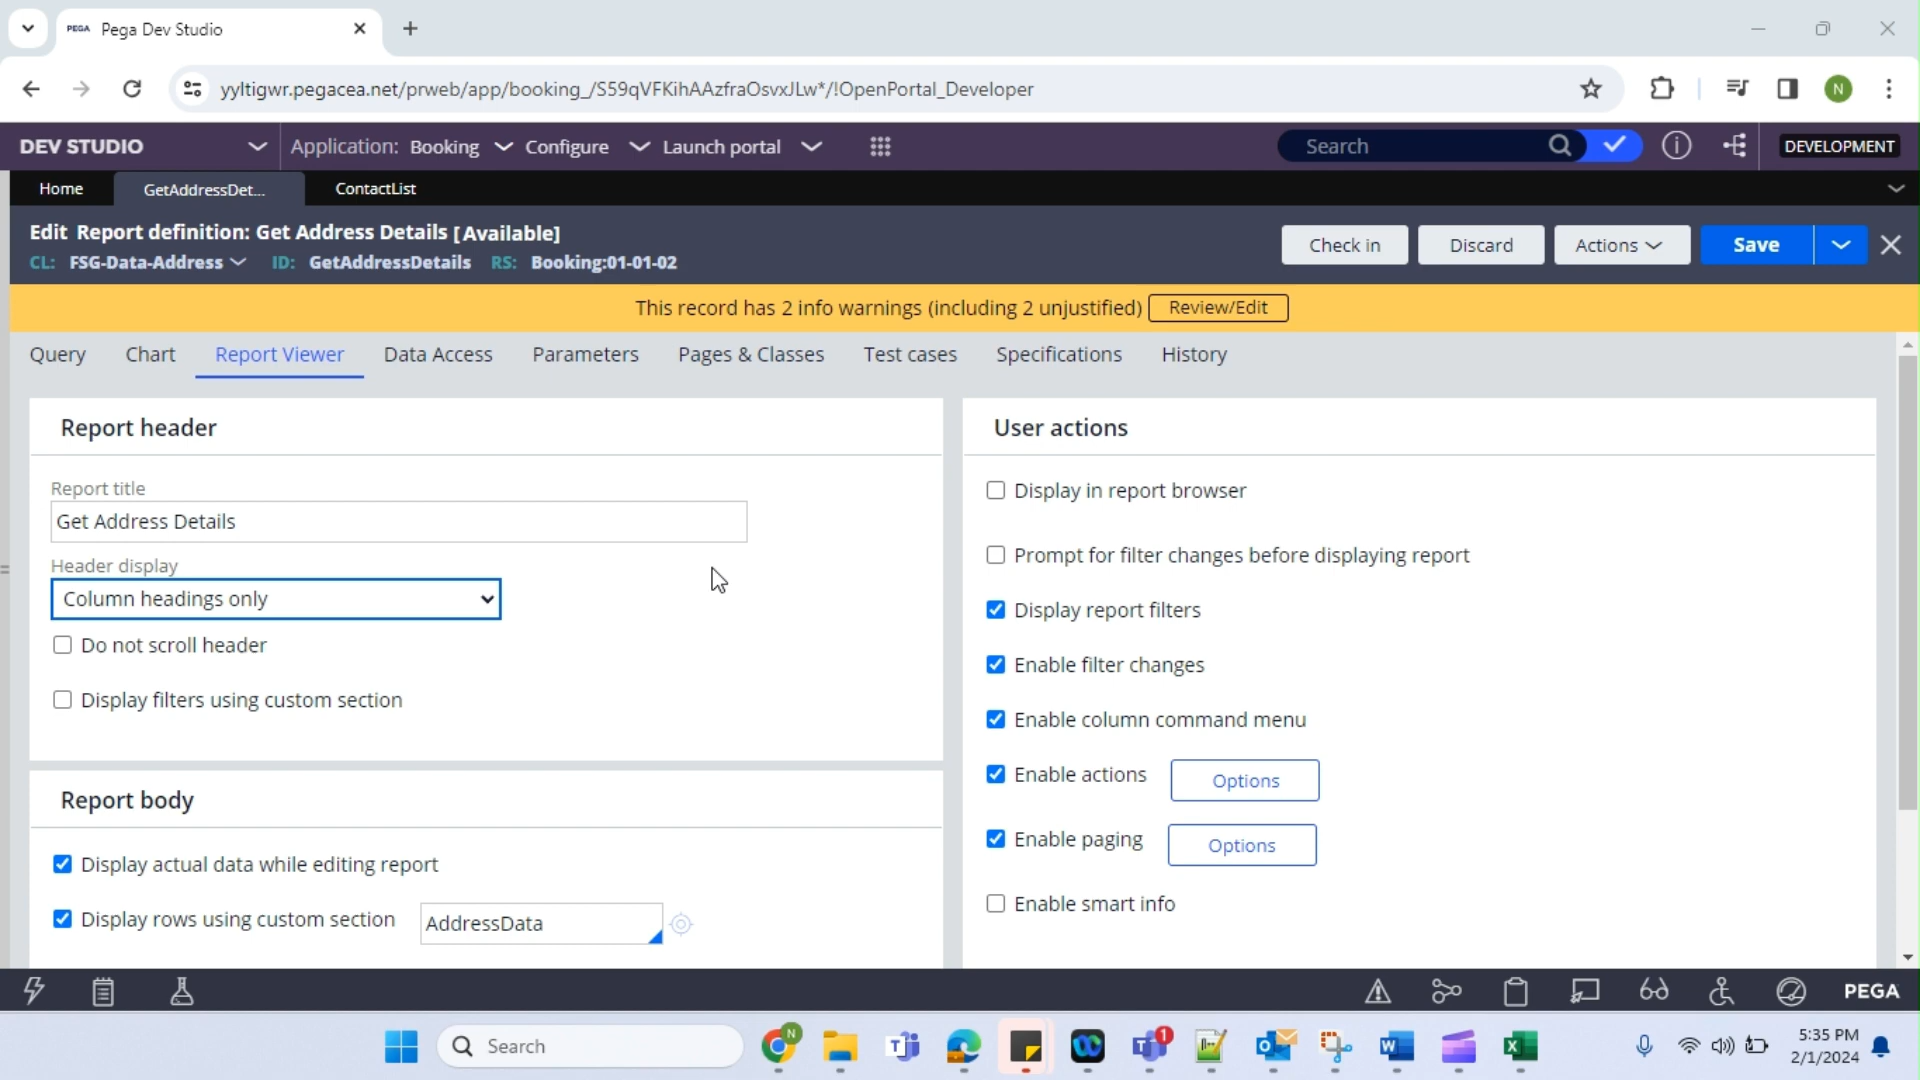 PEGA Pega Dev Studio
yyltigwr.pegacea.net/prweb/app/booking_/S59qVFKihAAzfraOsvxJLw*/!OpenPortal_Developer
N
DEV STUDIO Application: Booking Configure Launch portal Search DEVELOPMENT
Home GetAddressDet... ContactList
Edit Report definition: Get Address Details [Available]
CL: FSG-Data-Address ID: GetAddressDetails RS: Booking:01-01-02
Check in Discard Actions Save
This record has 2 info warnings (including 2 unjustified) Review/Edit
Query Chart Report Viewer Data Access Parameters Pages & Classes Test cases Specifications History
Report header
Report title
Get Address Details
Header display
Column headings only
Do not scroll header
Display filters using custom section
Report body
Display actual data while editing report
Display rows using custom section AddressData
User actions
Display in report browser
Prompt for filter changes before displaying report
Display report filters
Enable filter changes
Enable column command menu
Enable actions Options
Enable paging Options
Enable smart info
PEGA
Search
N
1
5:35 PM
2/1/2024